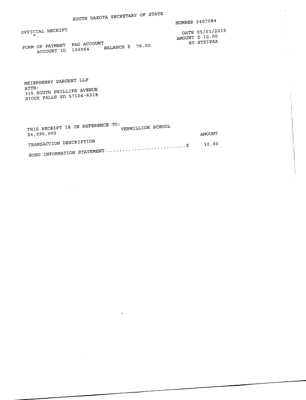 SOUTH DAKOTA SECRETARY OF STATE
NUMBER 2407084
OFFICIAL RECEIPT
DATE 05/01/2015
AMOUNT $ 10.00
BY STRIPAR
FORM OF PAYMENT PAD ACCOUNT
ACCOUNT ID 100064 BALANCE $ 76.00
MEIERHENRY SARGENT LLP
ATTN:
315 SOUTH PHILLIPS AVENUE
SIOUX FALLS SD 57104-6318
THIS RECEIPT IS IN REFERENCE TO:
$4,090,000 VERMILLION SCHOOL
TRANSACTION DESCRIPTION AMOUNT
BOND INFORMATION STATEMENT...........................$ 10.00